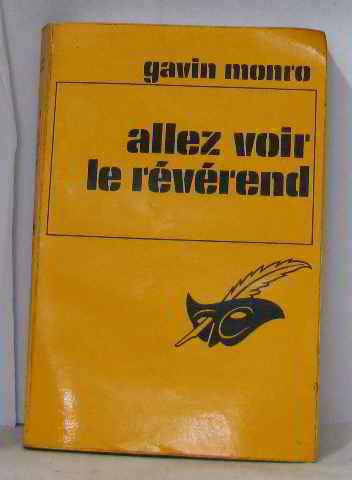 gavin monro
allez voir
le révérend